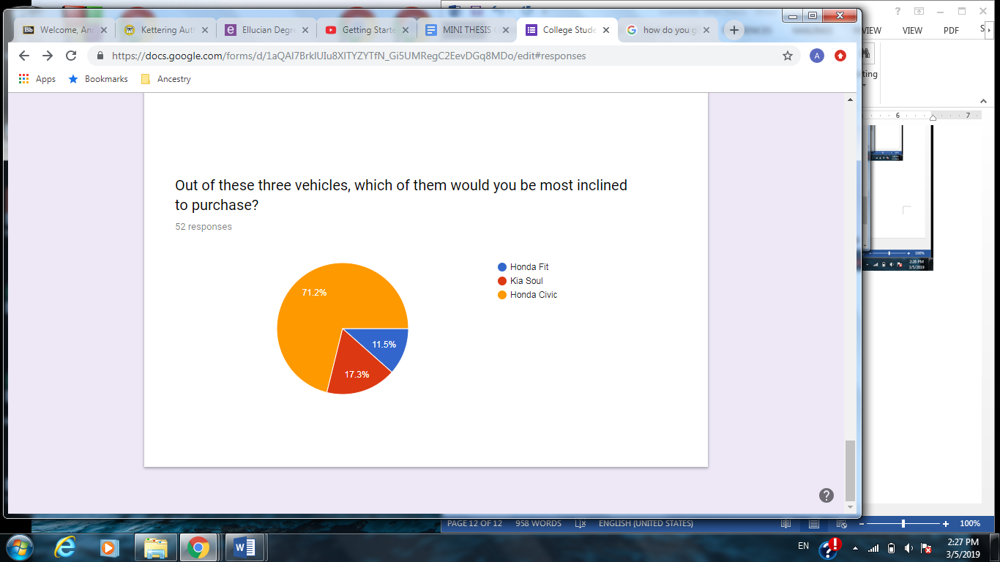 Welcome, An
Kettering Aut
Ellucian Degr
Getting Starte
MINI THESIS
College Stude
how do you g
VIEW
VIEW
PDF
S
https://docs.google.com/forms/d/1aQAI7BrklUIu8XlTYZYTfN_Gi5UMRegC2EevDGq8MDo/edit#responses
A
ting
Apps
Bookmarks
Ancestry
6
7
Out of these three vehicles, which of them would you be most inclined
to purchase?
52 responses
Honda Fit
Kia Soul
Honda Civic
71.2%
11.5%
17.3%
100%
2:26 PM
3/5/2019
PAGE 12 OF 12
958 WORDS
ENGLISH (UNITED STATES)
100%
EN
2:27 PM
3/5/2019